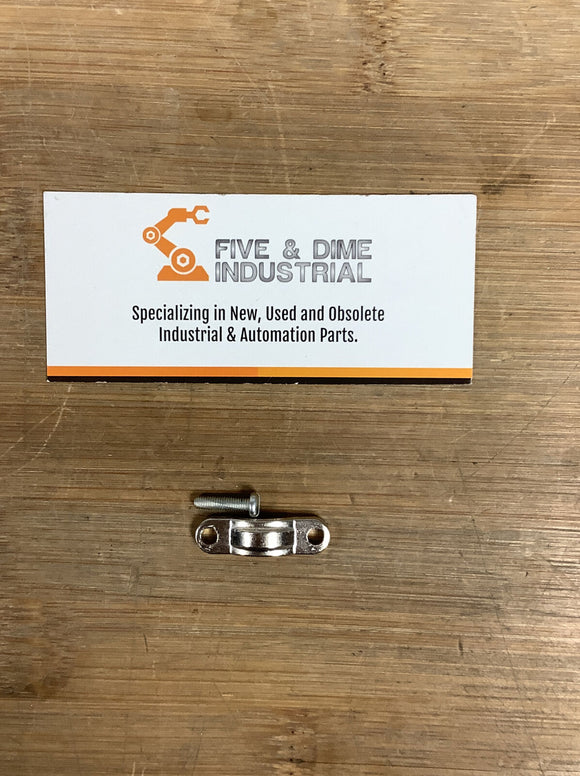 FIVE & DIME
INDUSTRIAL
Specializing in New, Used and Obsolete
Industrial & Automation Parts.